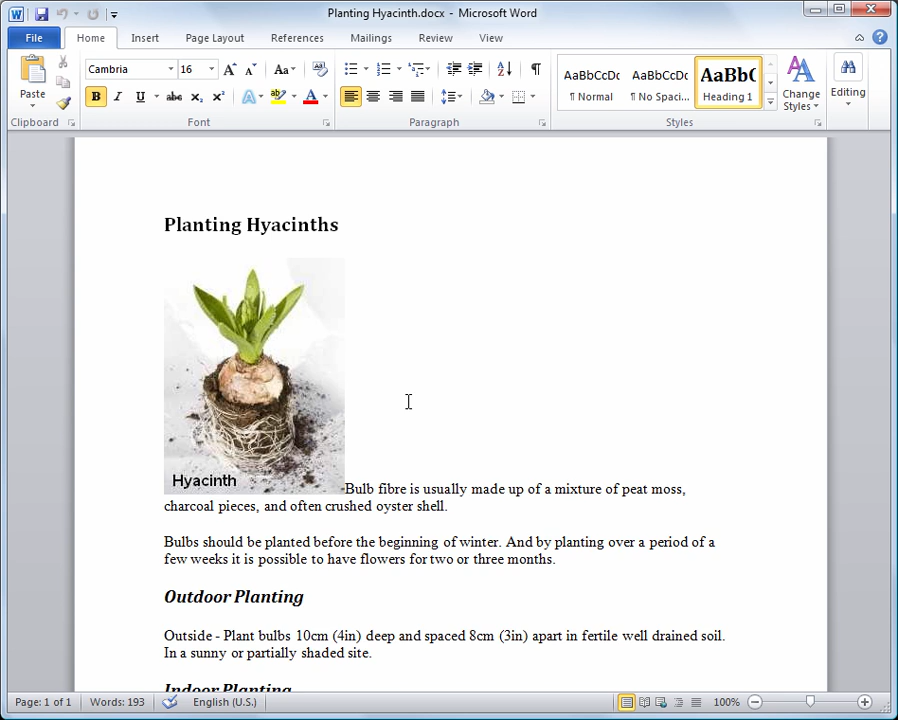 Planting Hyacinth.docx - Microsoft Word
File Home Insert Page Layout References Mailings Review View
Cambria 16 Aa
AaBbCcDc AaBbCcDc AaBbC
Paste ¶ Normal ¶ No Spaci... Heading 1 Change Styles Editing
B I U abc x₂ x² A ab A
Clipboard Font Paragraph Styles
Planting Hyacinths
Hyacinth
Bulb fibre is usually made up of a mixture of peat moss,
charcoal pieces, and often crushed oyster shell.
Bulbs should be planted before the beginning of winter. And by planting over a period of a
few weeks it is possible to have flowers for two or three months.
Outdoor Planting
Outside - Plant bulbs 10cm (4in) deep and spaced 8cm (3in) apart in fertile well drained soil.
In a sunny or partially shaded site.
Indoor Planting
Page: 1 of 1 Words: 193 English (U.S.) 100%